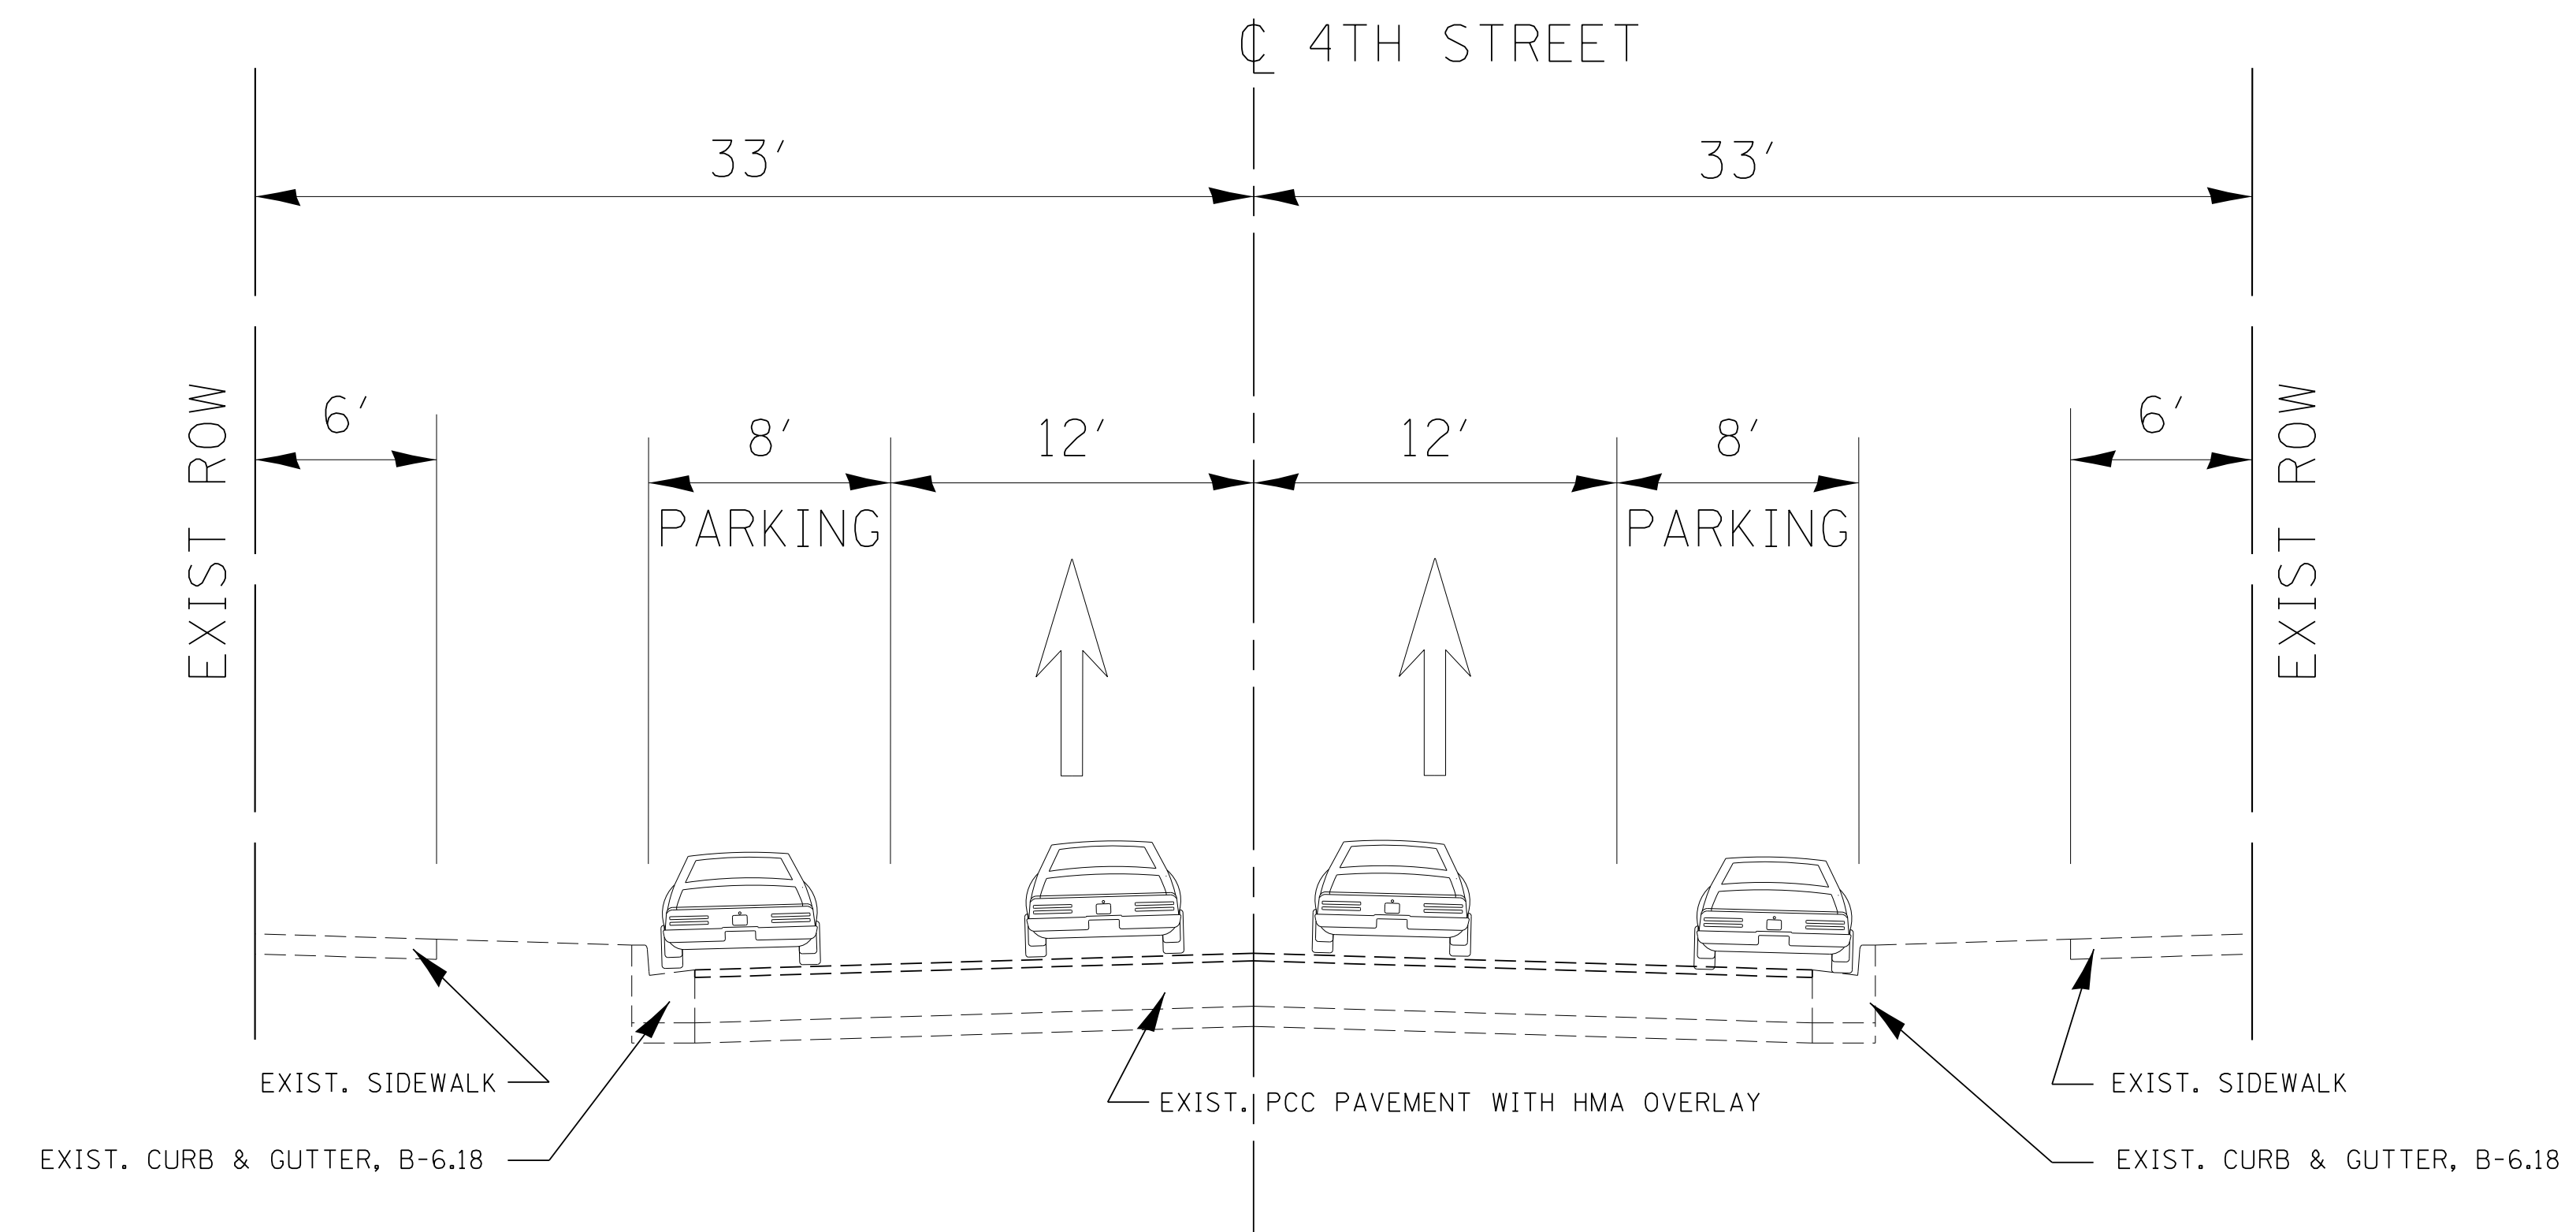 ℄ 4TH STREET
33'
33'
EXIST ROW
6'
8'
12'
12'
8'
6'
EXIST ROW
PARKING
PARKING
EXIST. SIDEWALK
EXIST. SIDEWALK
EXIST. PCC PAVEMENT WITH HMA OVERLAY
EXIST. CURB & GUTTER, B-6.18
EXIST. CURB & GUTTER, B-6.18